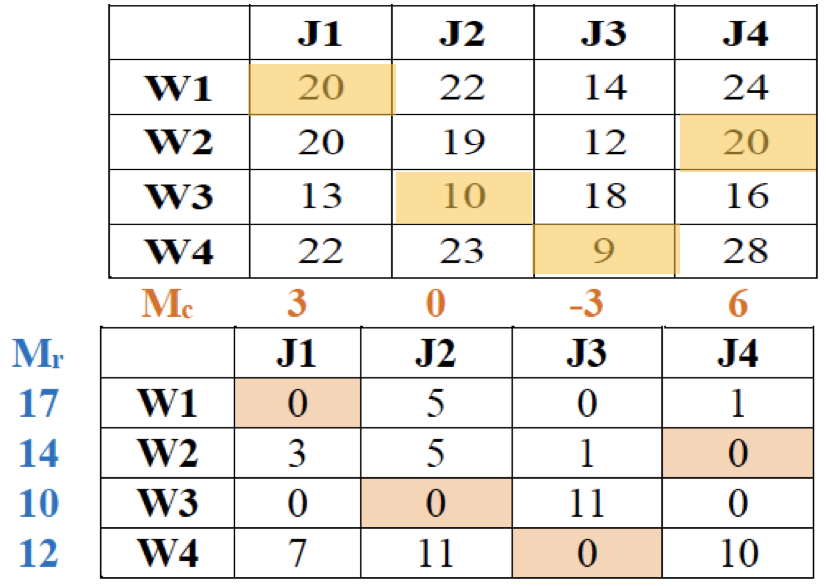 J1 J2 J3 J4
W1 20 22 14 24
W2 20 19 12 20
W3 13 10 18 16
W4 22 23 9 28
Mc 3 0 -3 6
Mr J1 J2 J3 J4
17 W1 0 5 0 1
14 W2 3 5 1 0
10 W3 0 0 11 0
12 W4 7 11 0 10